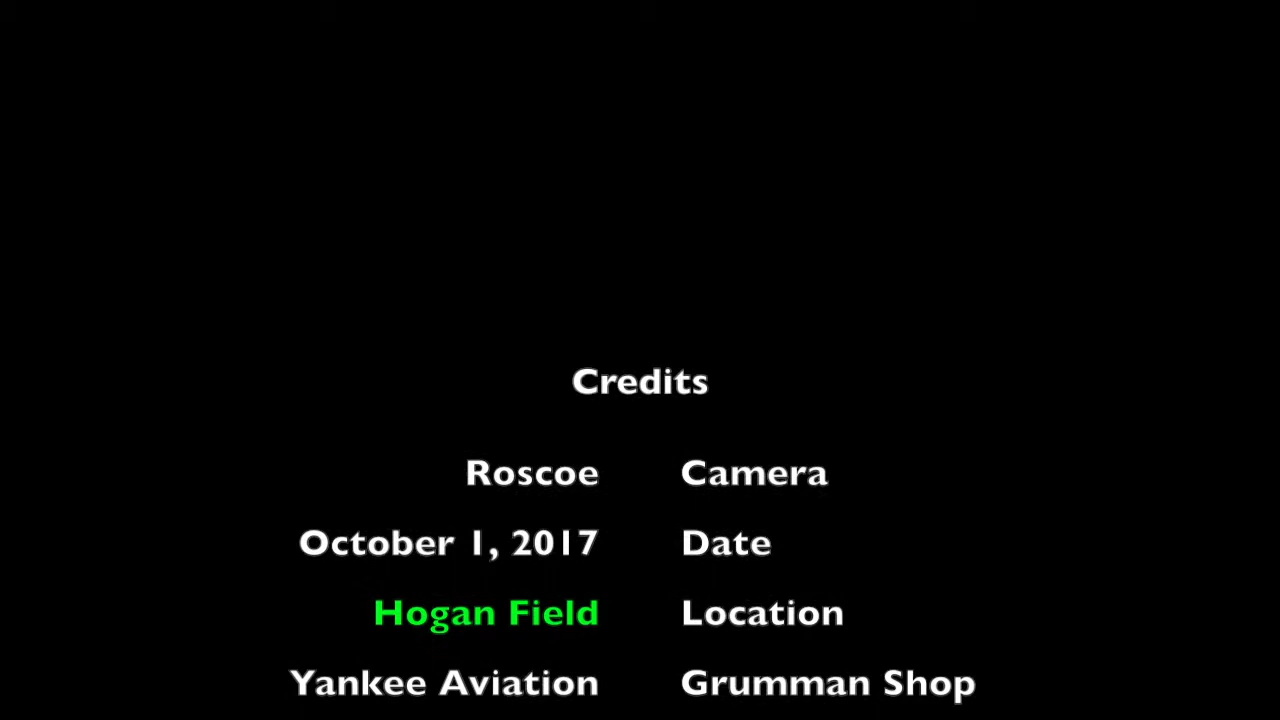 Credits
Roscoe Camera
October 1, 2017 Date
Hogan Field Location
Yankee Aviation Grumman Shop